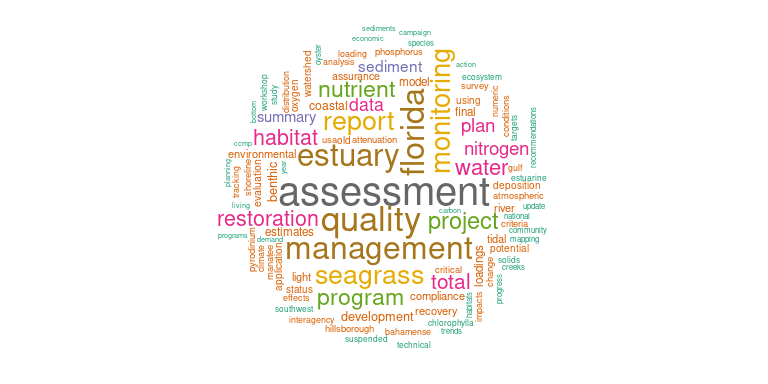 sediments
campaign
economic
species
oyster
loading
phosphorus
analysis
sediment
action
watershed
assurance
model
monitoring
ecosystem
workshop
study
distribution
oxygen
nutrient
florida
survey
numeric
coastal
data
using
conditions
bottom
summary
report
final
targets
plan
recommendations
habitat
usa
old
attenuation
ccmp
nitrogen
environmental
estuary
planning
tracking
shoreline
evaluation
benthic
year
water
gulf
estuarine
assessment
deposition
atmospheric
living
carbon
river
update
national
restoration
quality
project
criteria
community
programs
estimates
demand
tidal
mapping
pyrodinium
climate
manatee
application
management
potential
loadings
change
solids
creeks
light
seagrass
critical
total
progress
status
effects
program
compliance
habitats
impacts
southwest
recovery
interagency
development
chlorophylla
hillsborough
bahamense
trends
suspended
technical